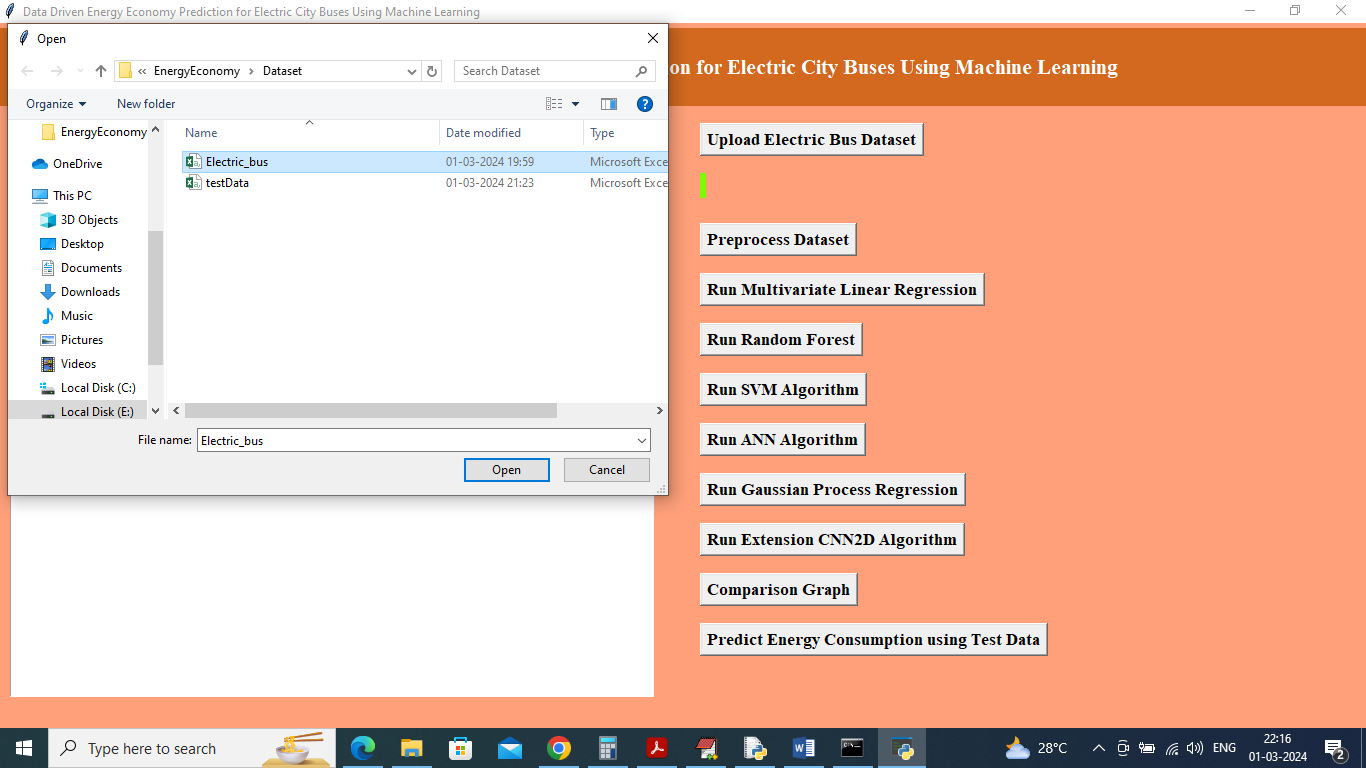 Data Driven Energy Economy Prediction for Electric City Buses Using Machine Learning
Open
« EnergyEconomy › Dataset
Search Dataset
Organize
New folder
EnergyEconomy
OneDrive
This PC
3D Objects
Desktop
Documents
Downloads
Music
Pictures
Videos
Local Disk (C:)
Local Disk (E:)
Name Date modified Type
Electric_bus 01-03-2024 19:59 Microsoft Exce
testData 01-03-2024 21:23 Microsoft Exce
File name: Electric_bus
Open Cancel
on for Electric City Buses Using Machine Learning
Upload Electric Bus Dataset
Preprocess Dataset
Run Multivariate Linear Regression
Run Random Forest
Run SVM Algorithm
Run ANN Algorithm
Run Gaussian Process Regression
Run Extension CNN2D Algorithm
Comparison Graph
Predict Energy Consumption using Test Data
Type here to search
28°C
ENG
22:16
01-03-2024
2